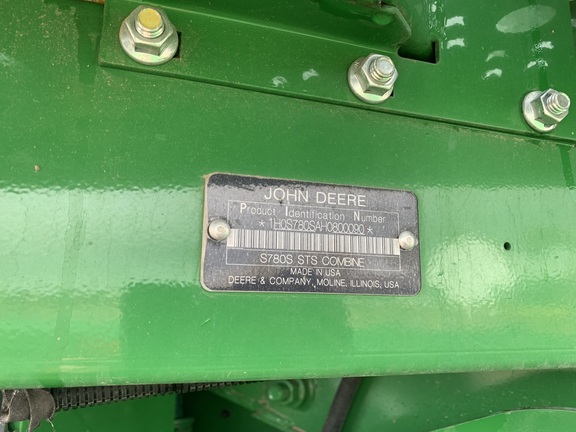 JOHN DEERE
Product Identification Number
*1H0S780SAH0800090*
S780S STS COMBINE
MADE IN USA
DEERE & COMPANY, MOLINE, ILLINOIS, USA